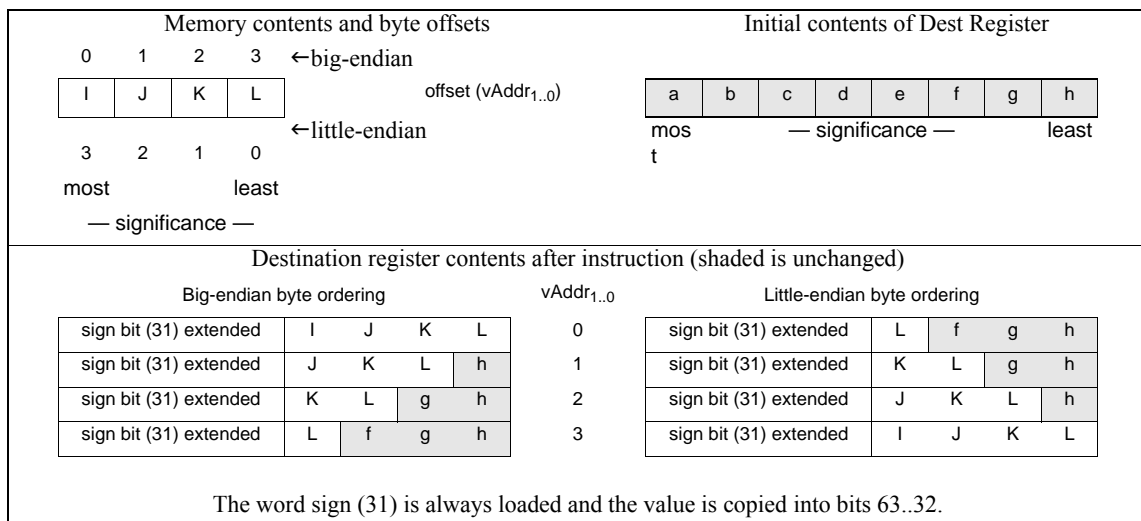 Memory contents and byte offsets
Initial contents of Dest Register
0 1 2 3 ←big-endian
I J K L
offset (vAddr1..0)
a b c d e f g h
←little-endian
mos — significance — least
t
3 2 1 0
most least
— significance —
Destination register contents after instruction (shaded is unchanged)
Big-endian byte ordering vAddr1..0 Little-endian byte ordering
sign bit (31) extended I J K L 0 sign bit (31) extended L f g h
sign bit (31) extended J K L h 1 sign bit (31) extended K L g h
sign bit (31) extended K L g h 2 sign bit (31) extended J K L h
sign bit (31) extended L f g h 3 sign bit (31) extended I J K L
The word sign (31) is always loaded and the value is copied into bits 63..32.